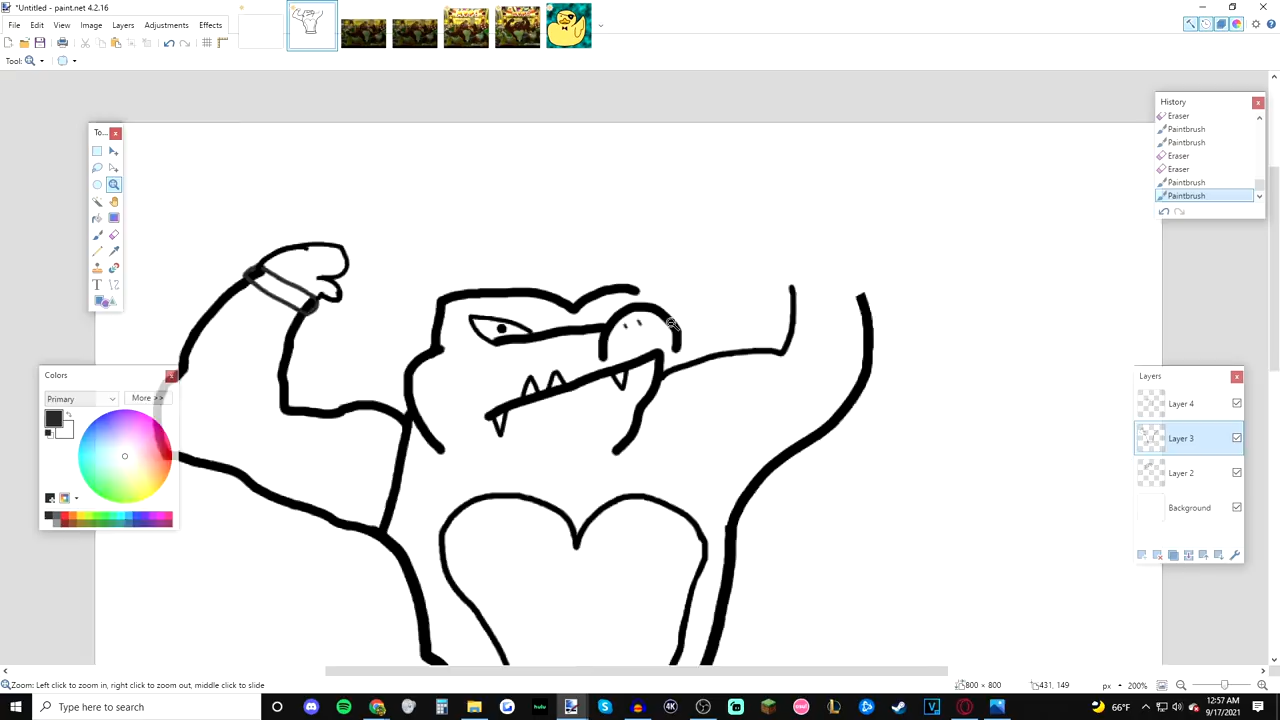 *Untitled - paint.net 4.2.16
File Edit View Image Layers Adjustments Effects
Tool:
To...
History
Eraser
Paintbrush
Paintbrush
Eraser
Eraser
Paintbrush
Paintbrush
Colors
Primary
More >>
Layers
Layer 4
Layer 3
Layer 2
Background
Zoom: Left click to zoom in, right click to zoom out, middle click to slide
800 × 800
431, 149
px
200%
Type here to search
hulu
4K
osu!
66°F
12:57 AM
9/17/2021